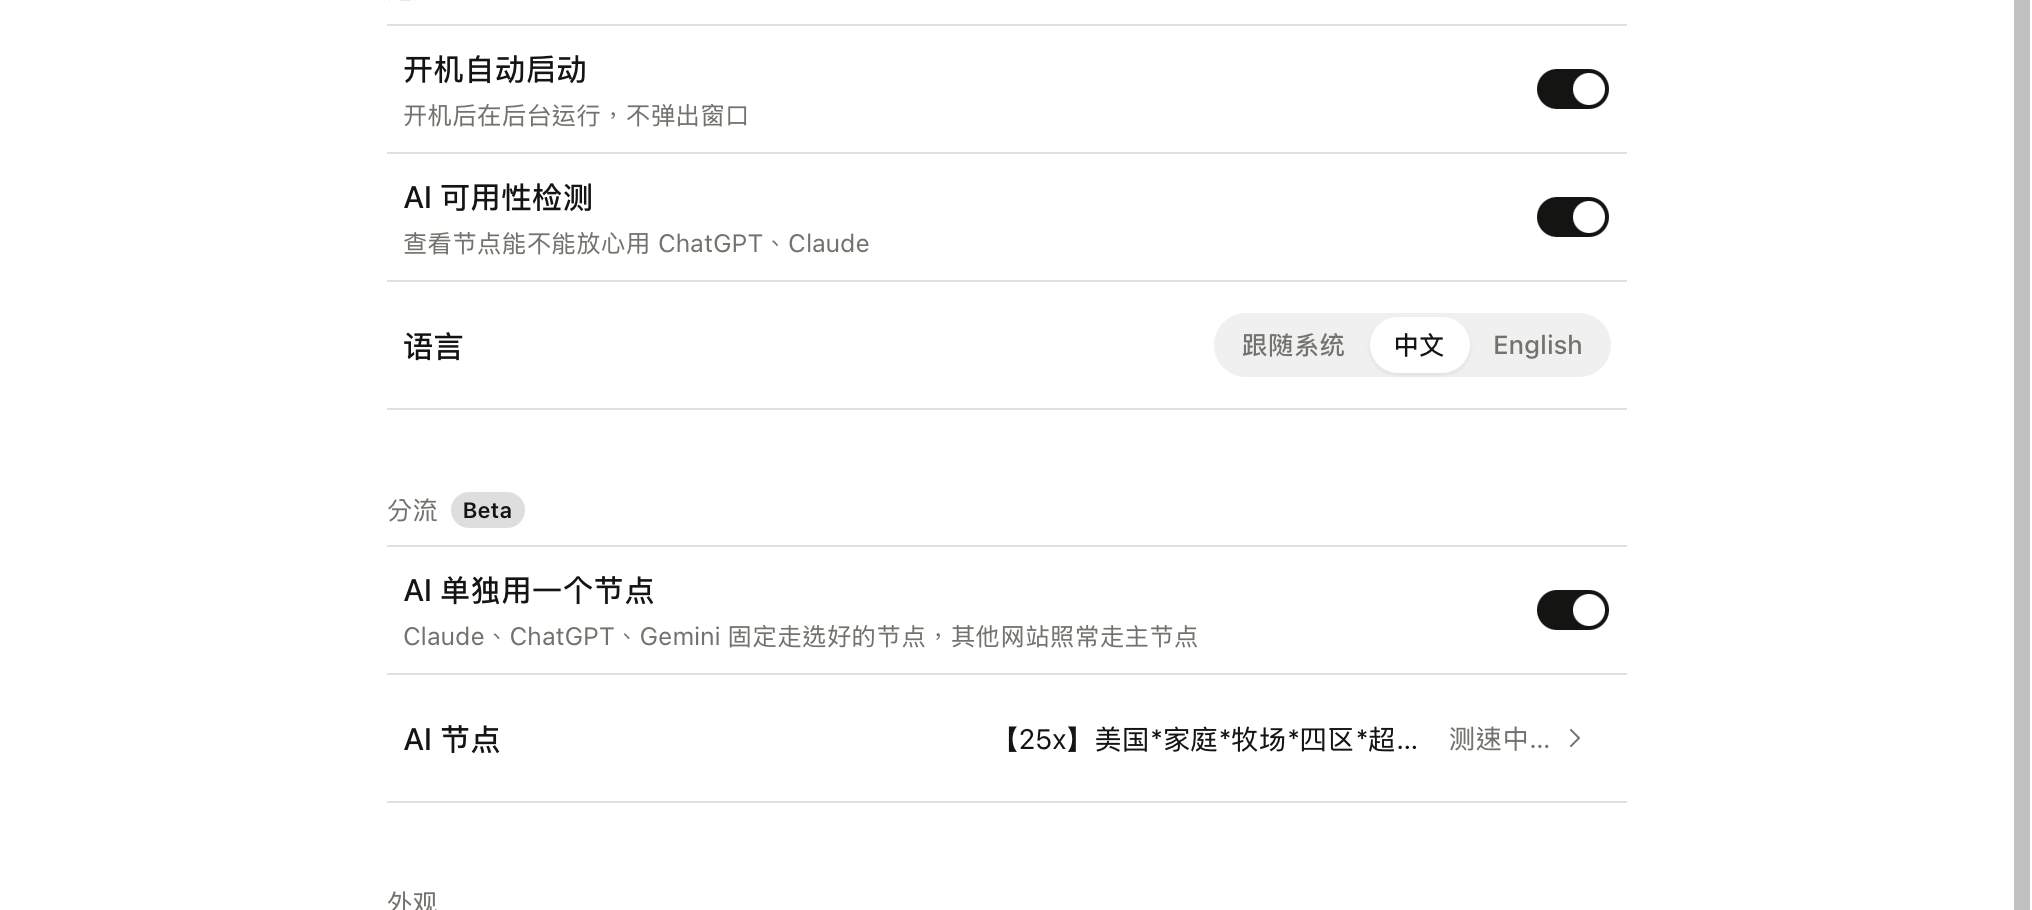 开机自动启动
开机后在后台运行，不弹出窗口
AI 可用性检测
查看节点能不能放心用 ChatGPT、Claude
语言
跟随系统 中文 English
分流 Beta
AI 单独用一个节点
Claude、ChatGPT、Gemini 固定走选好的节点，其他网站照常走主节点
AI 节点 【25x】美国*家庭*牧场*四区*超... 测速中... >
外观